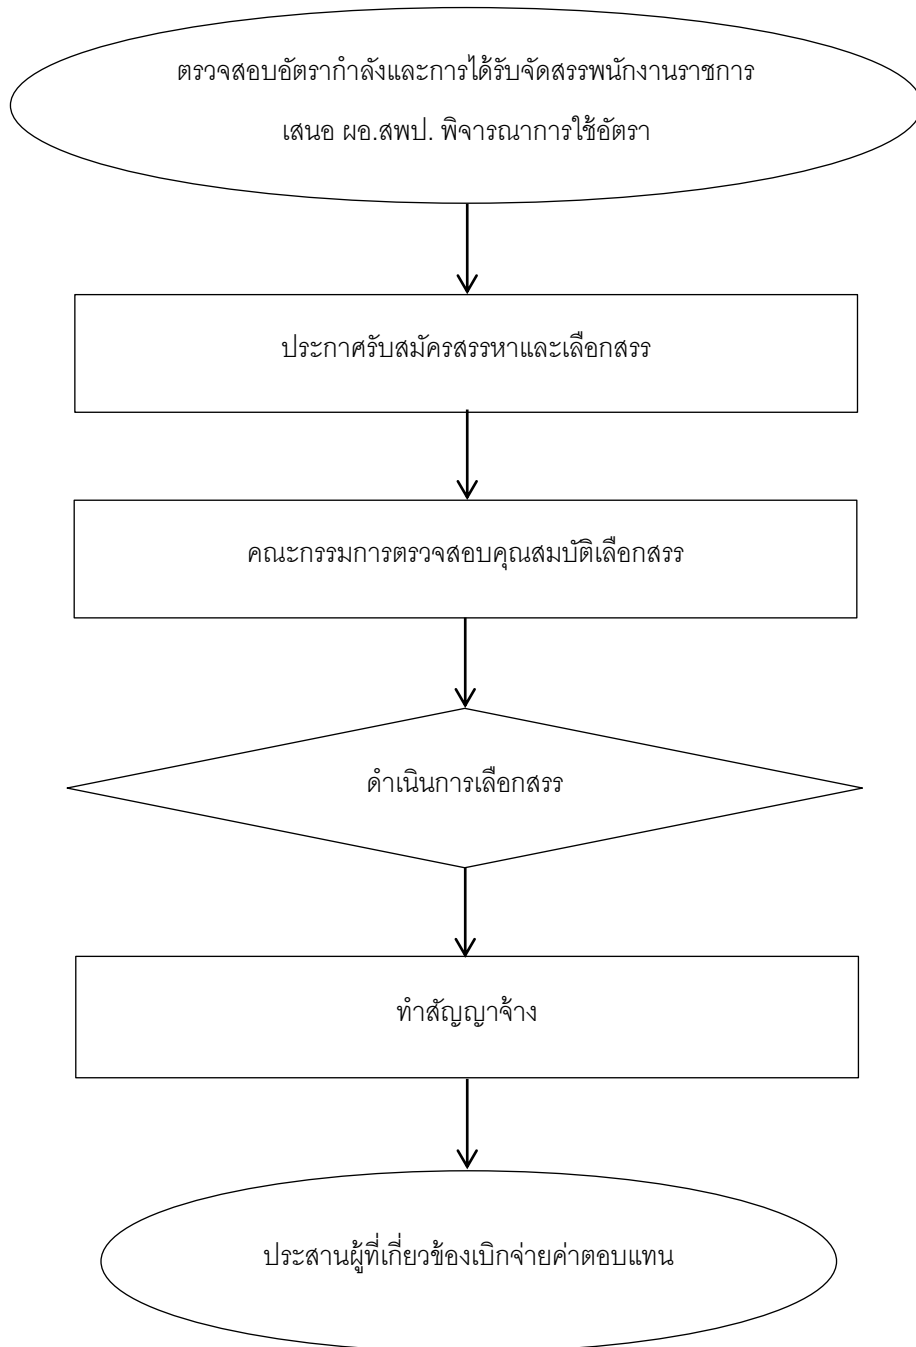 ตรวจสอบอัตรากำลังและการได้รับจัดสรรพนักงานราชการ
เสนอ ผอ.สพป. พิจารณาการใช้อัตรา
ประกาศรับสมัครสรรหาและเลือกสรร
คณะกรรมการตรวจสอบคุณสมบัติเลือกสรร
ดำเนินการเลือกสรร
ทำสัญญาจ้าง
ประสานผู้ที่เกี่ยวข้องเบิกจ่ายค่าตอบแทน